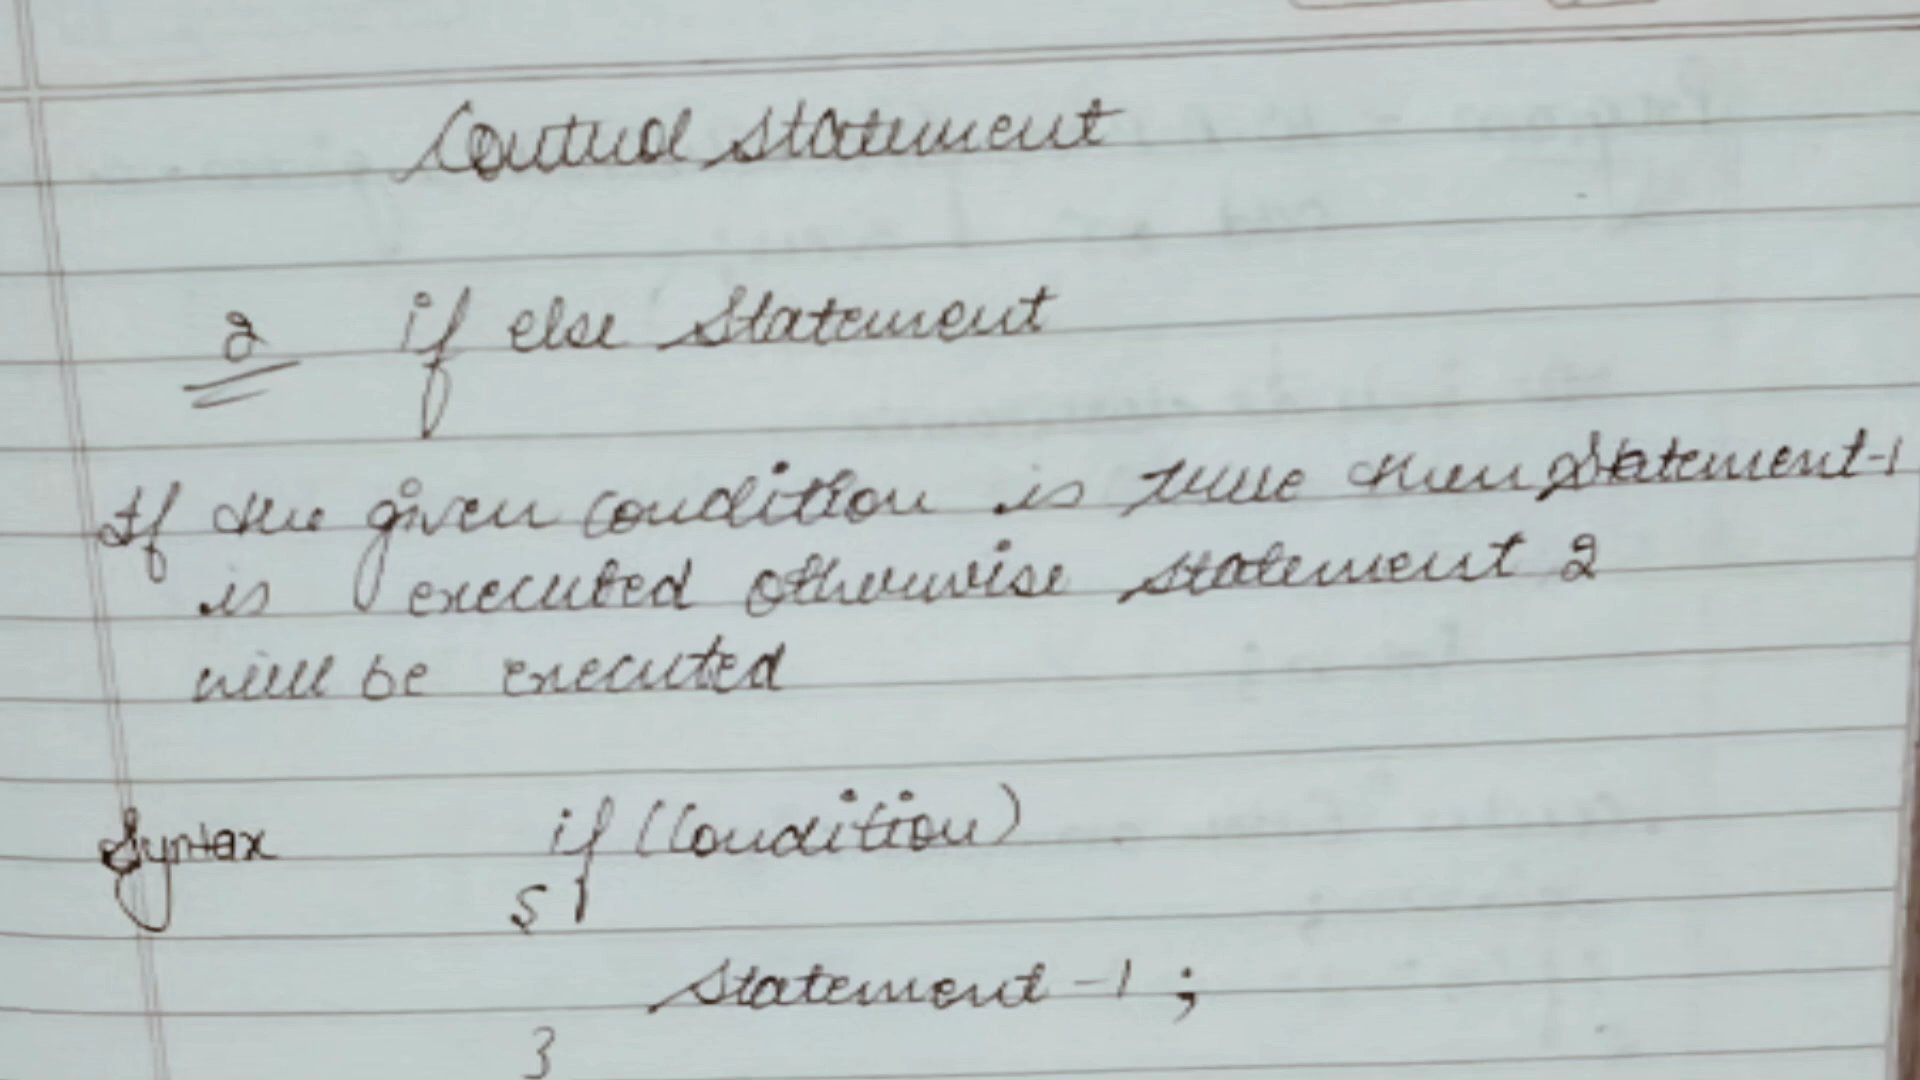 Control Statement
2 if else Statement
If the given condition is true then Statement-1
is executed otherwise statement 2
will be executed
Syntax if (Condition)
{
Statement -1 ;
}